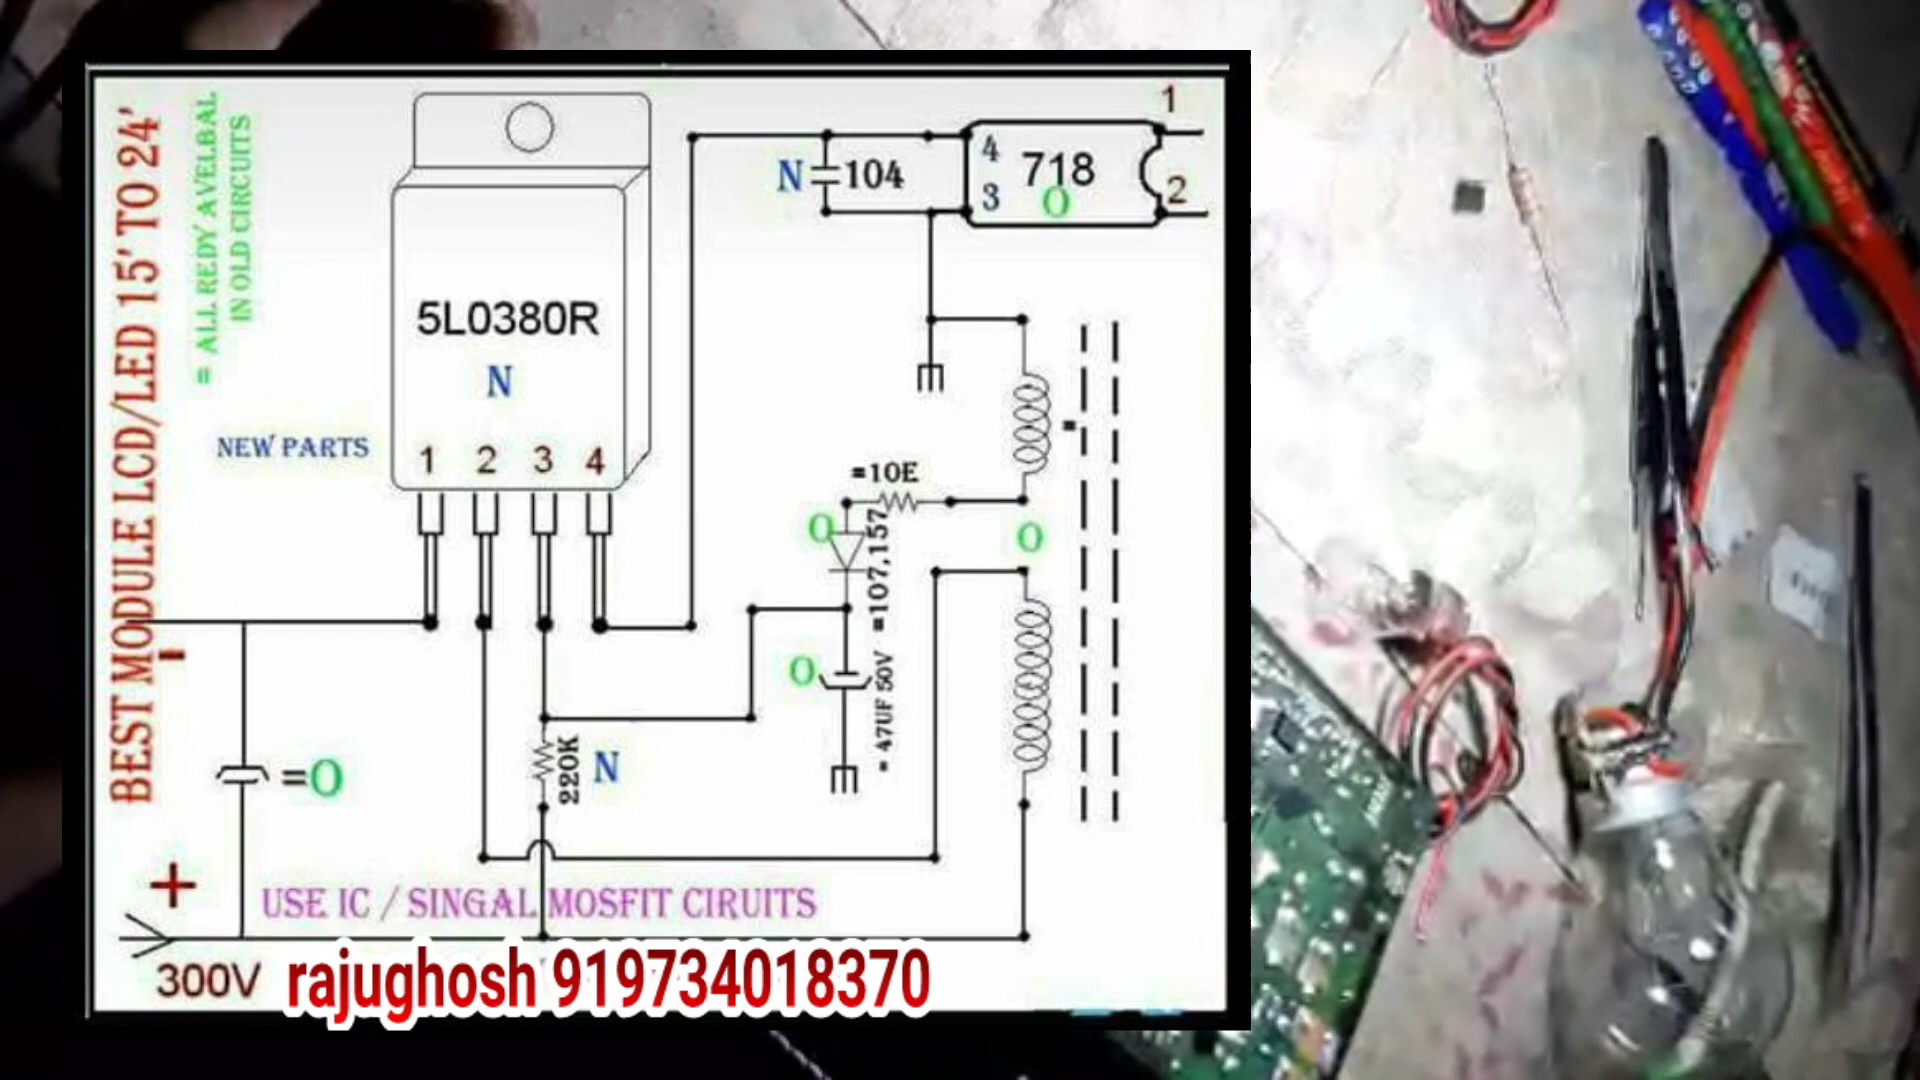 BEST MODULE LCD/LED 15' TO 24'
= ALL REDY AVELBAL
IN OLD CIRCUITS
5L0380R
N
NEW PARTS
1 2 3 4
1
N
104
4
718
3
O
2
=10E
O
=107,157
O
O
= 47UF 50V
220K
N
=O
-
+
USE IC / SINGAL MOSFIT CIRUITS
300V
rajughosh 919734018370